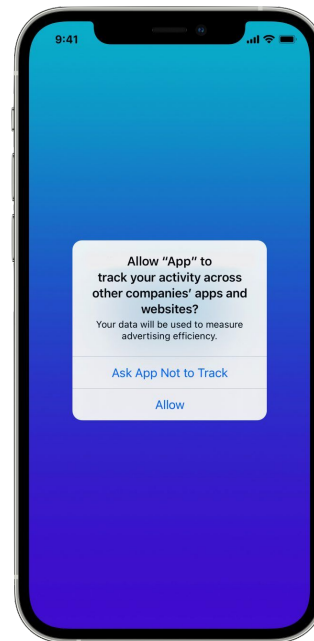 9:41
Allow “App” to
track your activity across
other companies’ apps and
websites?
Your data will be used to measure
advertising efficiency.
Ask App Not to Track
Allow